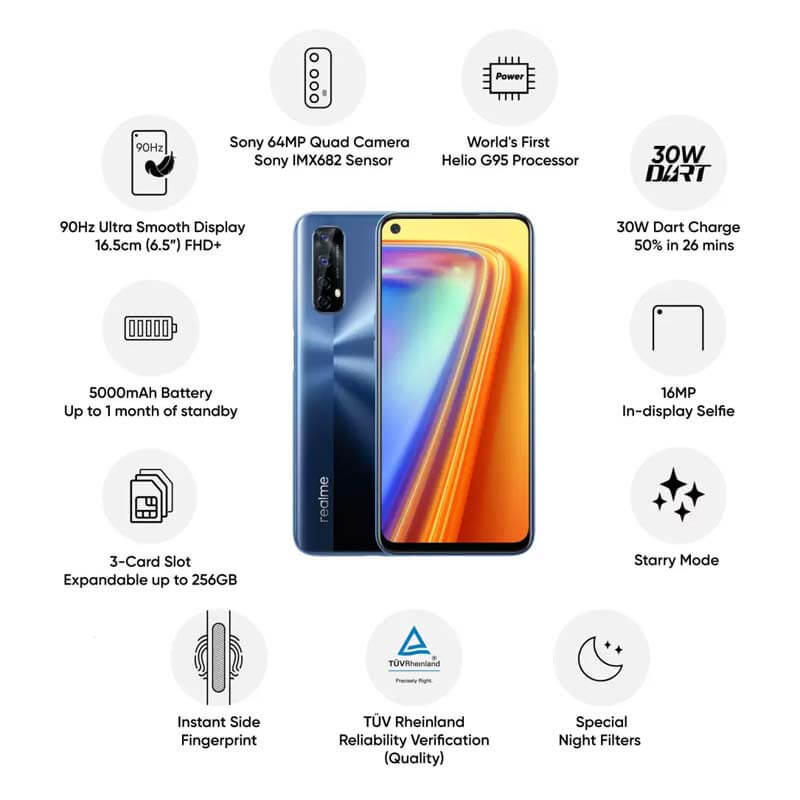 Power
Sony 64MP Quad Camera
Sony IMX682 Sensor
World's First
Helio G95 Processor
90Hz
90Hz Ultra Smooth Display
16.5cm (6.5”) FHD+
30W
DART
30W Dart Charge
50% in 26 mins
5000mAh Battery
Up to 1 month of standby
16MP
In-display Selfie
realme
3-Card Slot
Expandable up to 256GB
Starry Mode
TÜVRheinland®
Precisely Right.
Instant Side
Fingerprint
TÜV Rheinland
Reliability Verification
(Quality)
Special
Night Filters